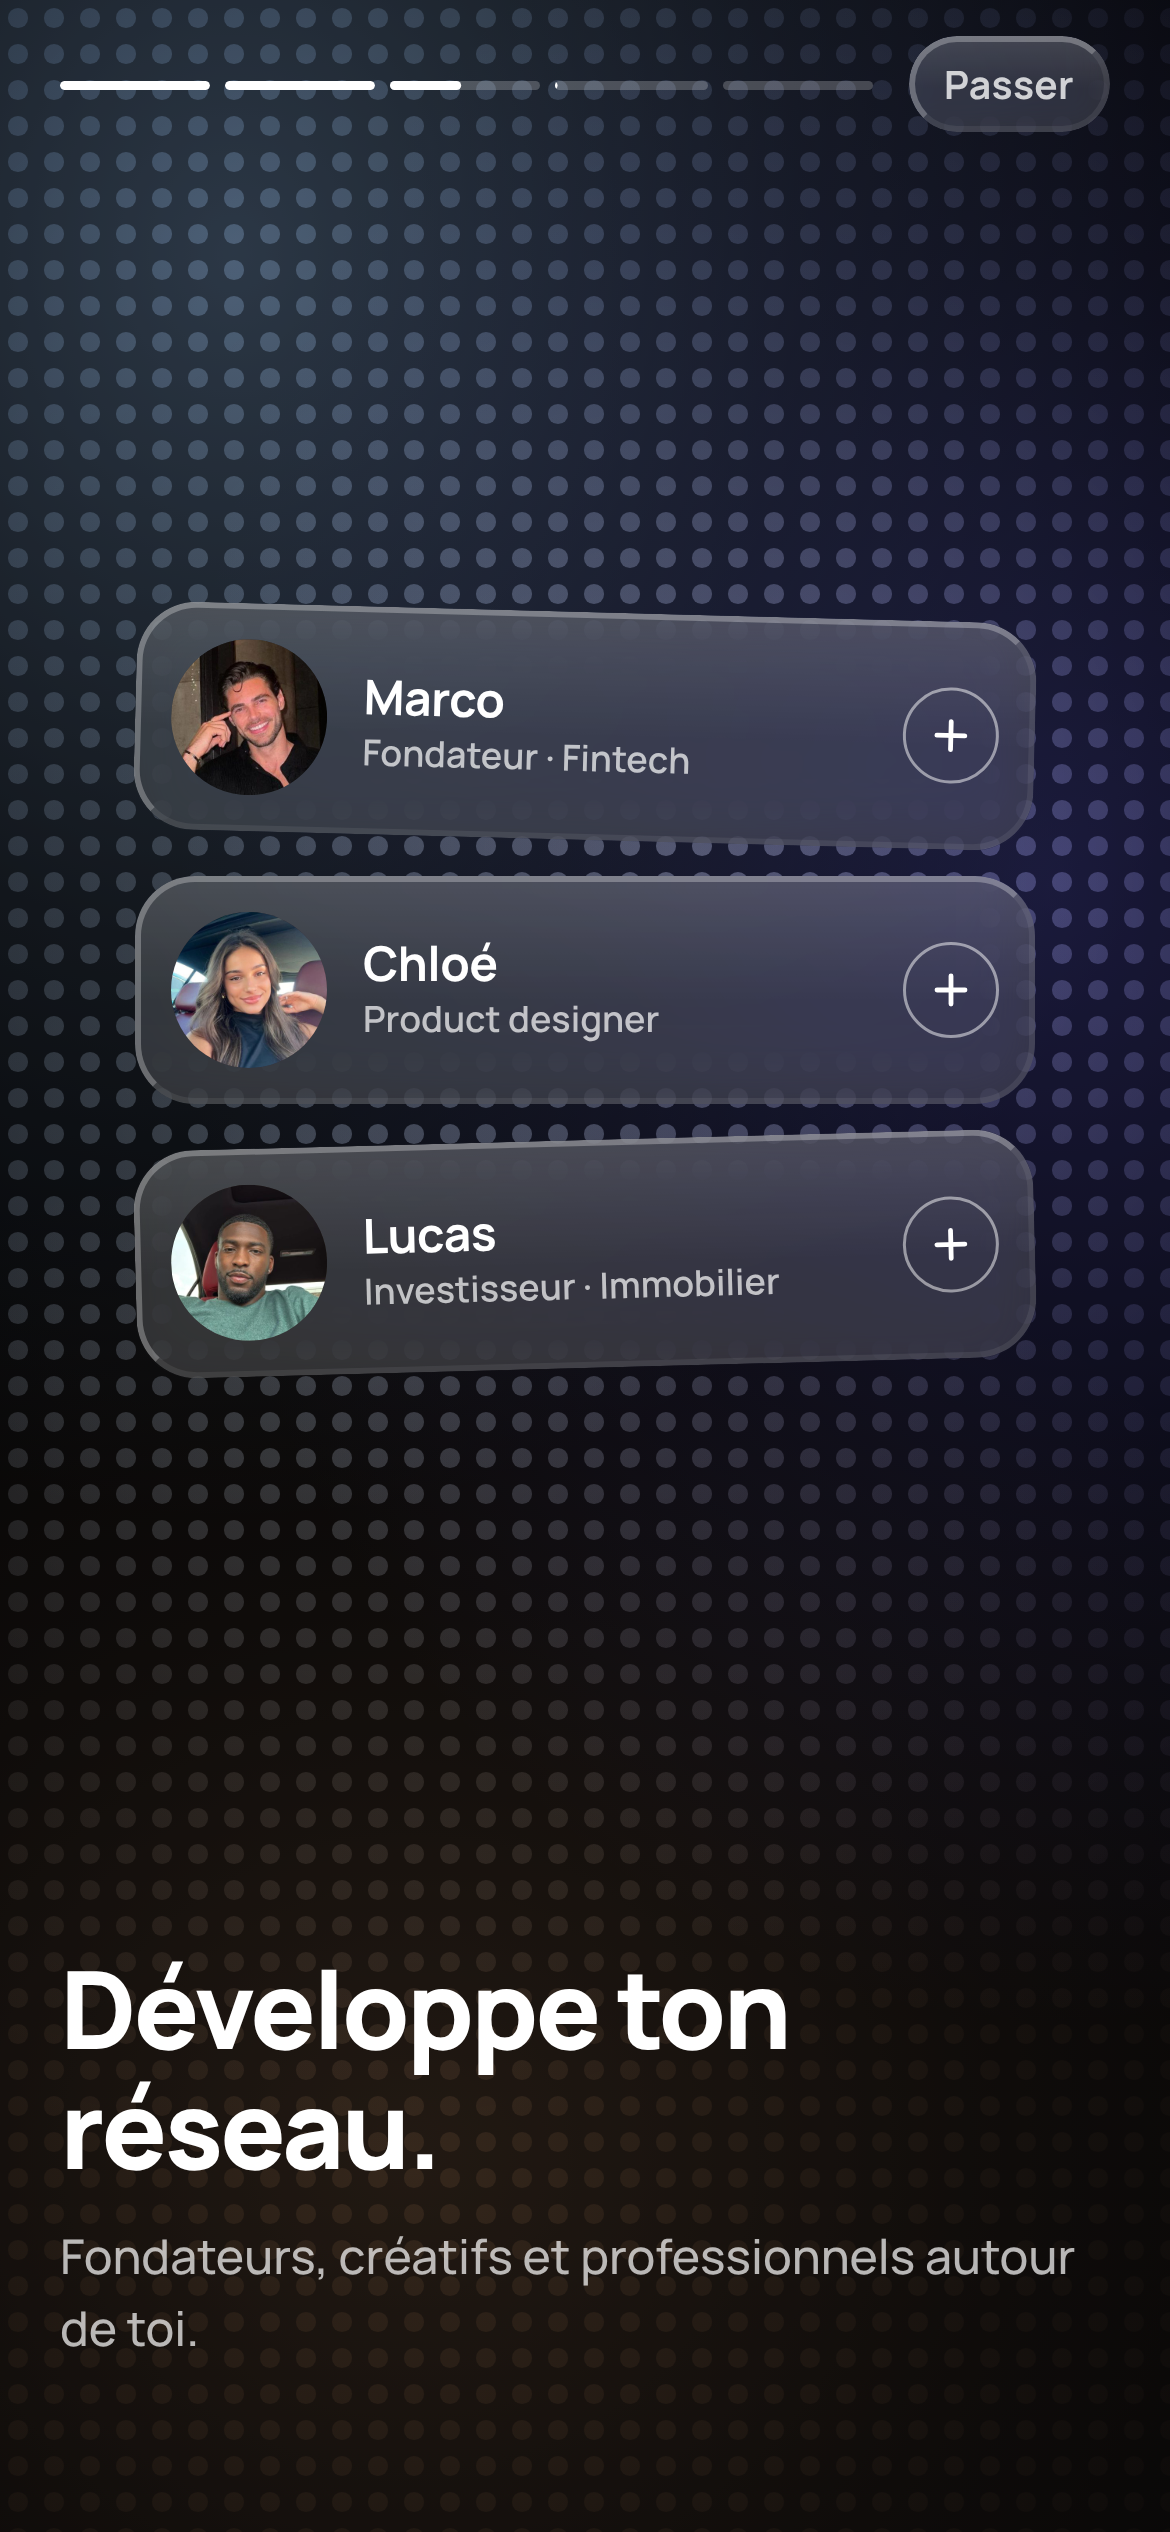 Passer
Marco
Fondateur · Fintech
Chloé
Product designer
Lucas
Investisseur · Immobilier
Développe ton
réseau.
Fondateurs, créatifs et professionnels autour
de toi.